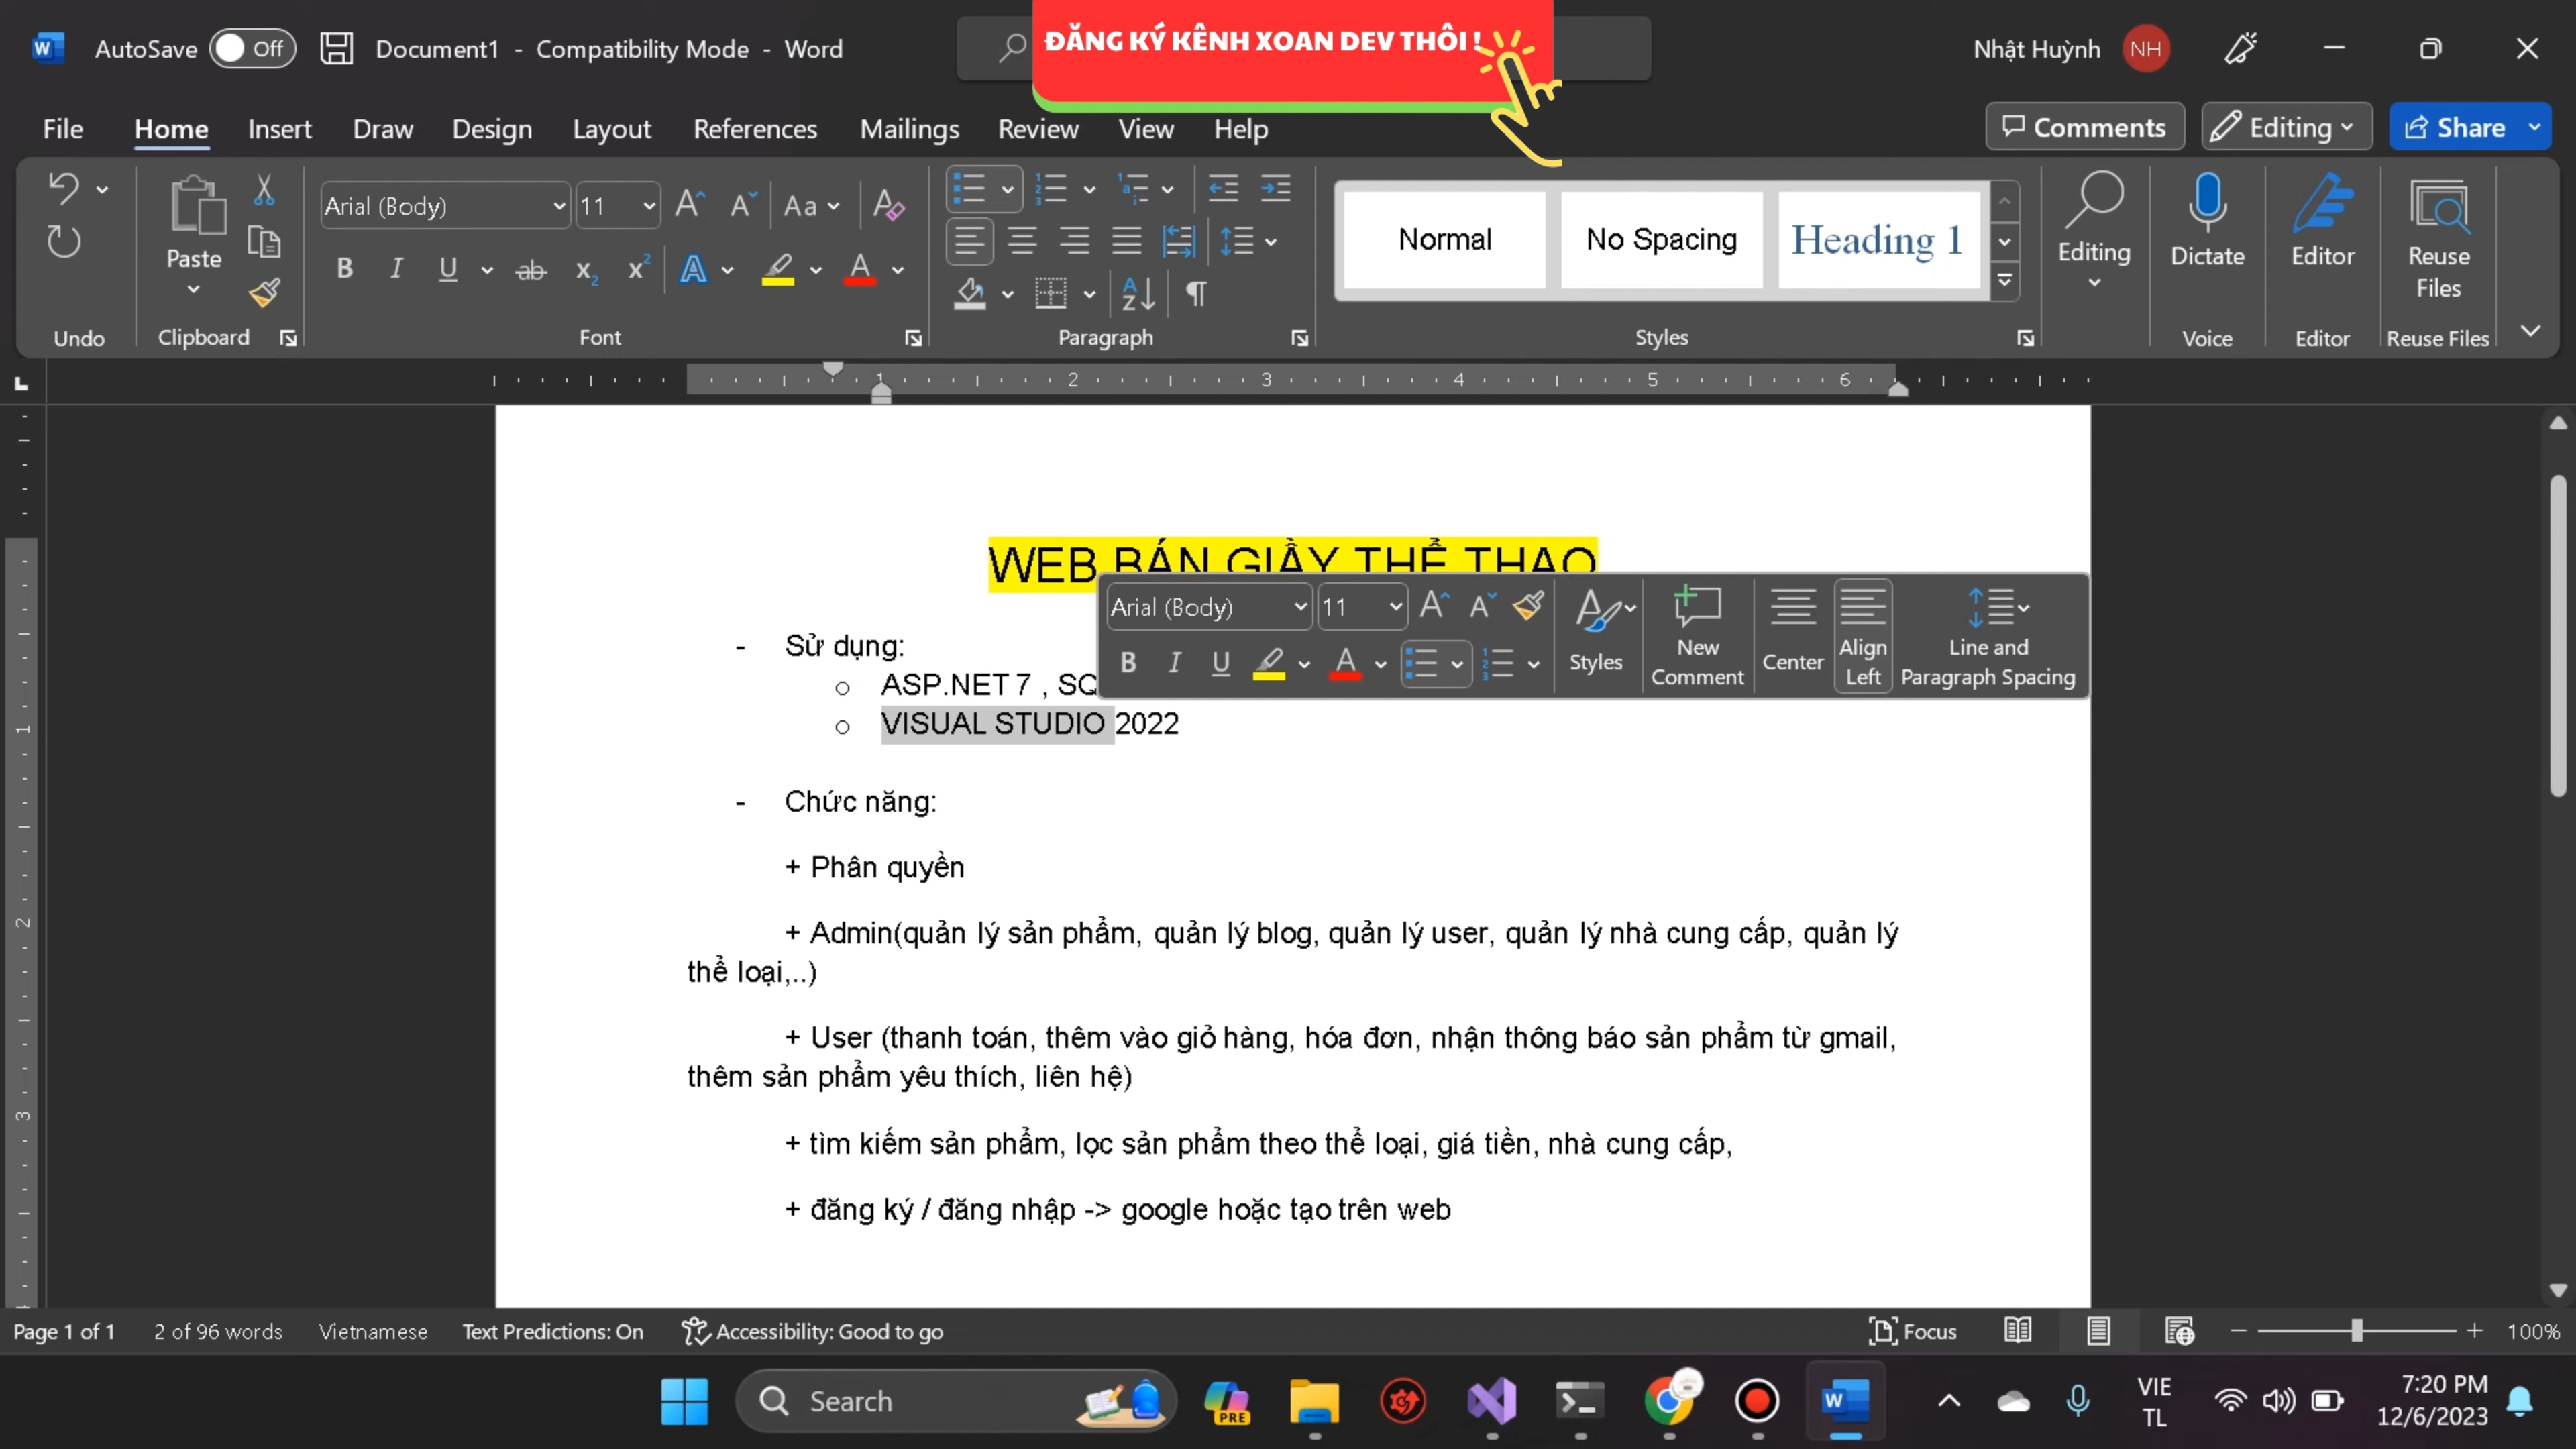 AutoSave Off Document1 - Compatibility Mode - Word ĐĂNG KÝ KÊNH XOAN DEV THÔI ! Nhật Huỳnh NH
File Home Insert Draw Design Layout References Mailings Review View Help Comments Editing Share
Arial (Body) 11 Aa
Paste
Normal No Spacing Heading 1
Editing Dictate Editor Reuse Files
Undo Clipboard Font Paragraph Styles Voice Editor Reuse Files
1 2 3 4 5 6
WEB BÁN GIẦY THỂ THAO
Arial (Body) 11
Styles New Comment Center Align Left Line and Paragraph Spacing
- Sử dụng:
o ASP.NET 7 , SQ
o VISUAL STUDIO 2022
- Chức năng:
+ Phân quyền
+ Admin(quản lý sản phẩm, quản lý blog, quản lý user, quản lý nhà cung cấp, quản lý
thể loại,..)
+ User (thanh toán, thêm vào giỏ hàng, hóa đơn, nhận thông báo sản phẩm từ gmail,
thêm sản phẩm yêu thích, liên hệ)
+ tìm kiếm sản phẩm, lọc sản phẩm theo thể loại, giá tiền, nhà cung cấp,
+ đăng ký / đăng nhập -> google hoặc tạo trên web
Page 1 of 1 2 of 96 words Vietnamese Text Predictions: On Accessibility: Good to go Focus 100%
Search PRE VIE TL 7:20 PM
12/6/2023